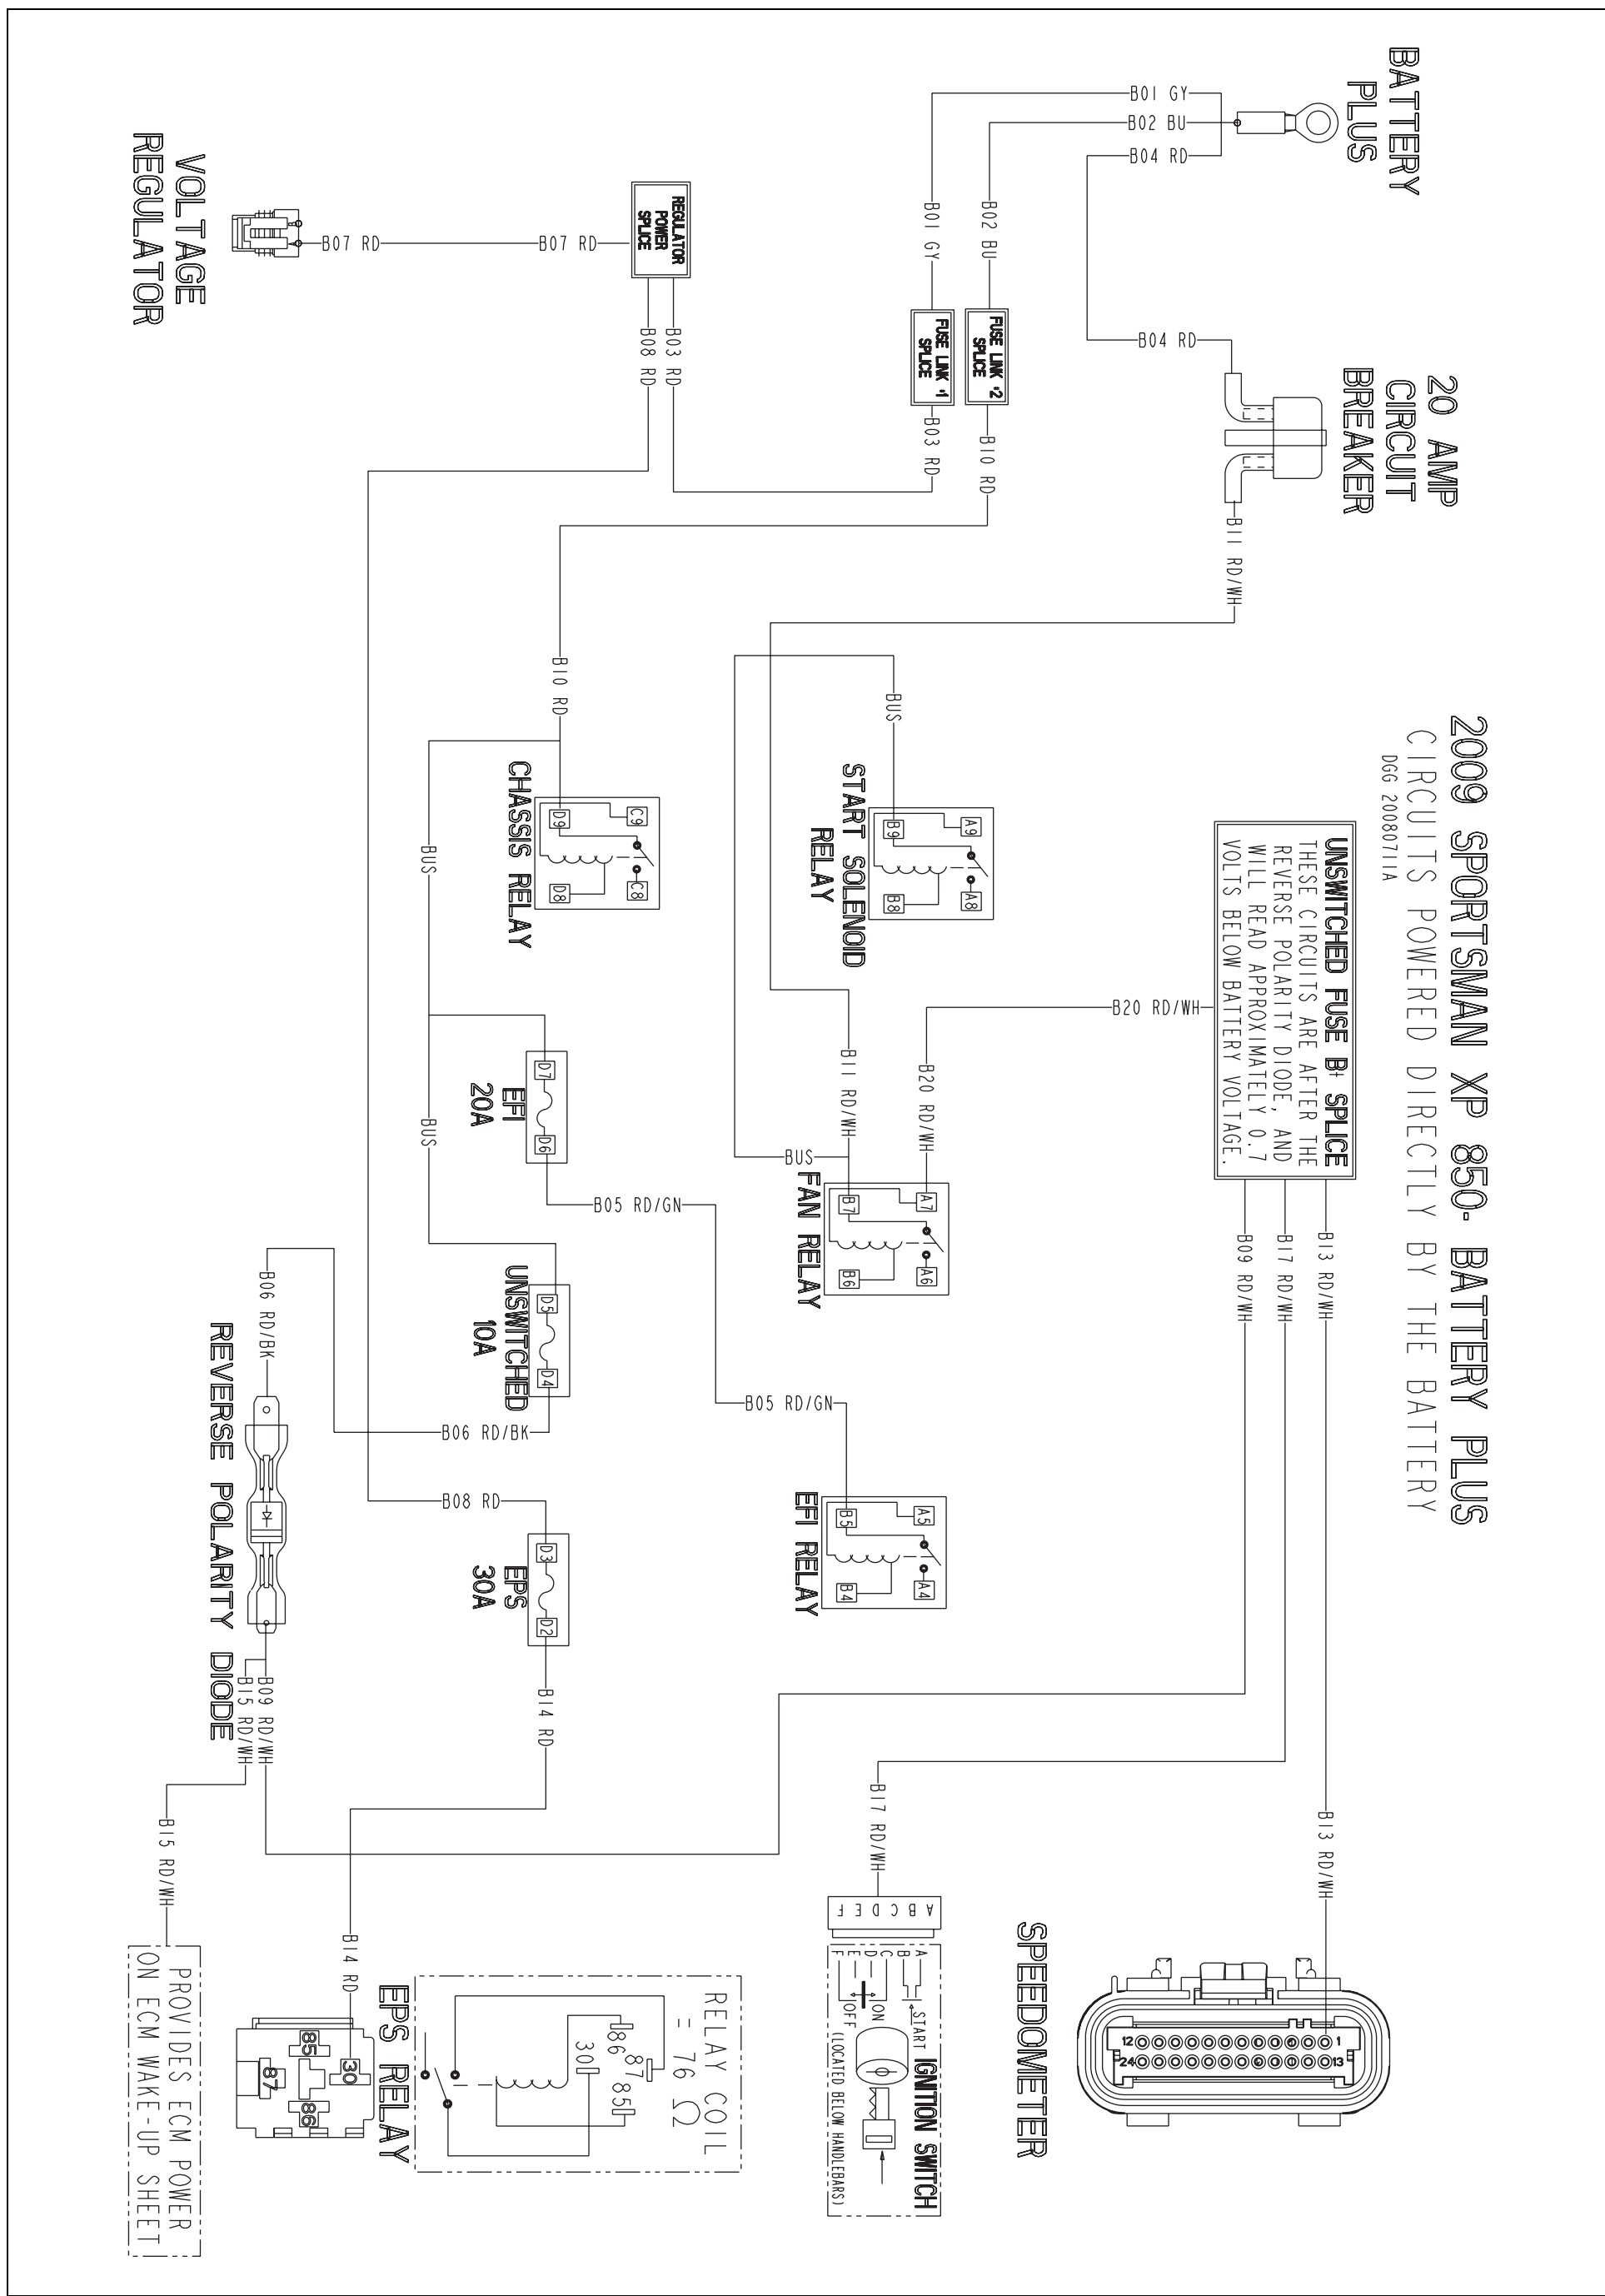 2009 SPORTSMAN XP 850- BATTERY PLUS
CIRCUITS POWERED DIRECTLY BY THE BATTERY
DGG 20080711A
BATTERY
PLUS
B01 GY
B02 BU
B04 RD
B04 RD
20 AMP
CIRCUIT
BREAKER
B11 RD/WH
B01 GY
B02 BU
FUSE LINK #2
SPLICE
FUSE LINK #1
SPLICE
B03 RD
B10 RD
REGULATOR
POWER
SPLICE
B07 RD
B07 RD
VOLTAGE
REGULATOR
B08 RD
B03 RD
B10 RD
BUS
UNSWITCHED FUSE B+ SPLICE
THESE CIRCUITS ARE AFTER THE
REVERSE POLARITY DIODE, AND
WILL READ APPROXIMATELY 0.7
VOLTS BELOW BATTERY VOLTAGE.
START SOLENOID
RELAY
A9
B9
A8
B8
CHASSIS RELAY
C9
D9
C8
D8
BUS
BUS
B20 RD/WH
B20 RD/WH
B11 RD/WH
BUS
FAN RELAY
A7
B7
A6
B6
D7
D6
EFI
20A
B05 RD/GN
B05 RD/GN
B13 RD/WH
B17 RD/WH
B09 RD/WH
D5
D4
UNSWITCHED
10A
B06 RD/BK
B06 RD/BK
REVERSE POLARITY DIODE
EFI RELAY
A5
B5
A4
B4
B08 RD
D3
D2
EPS
30A
B14 RD
B09 RD/WH
B15 RD/WH
B15 RD/WH
B17 RD/WH
B13 RD/WH
B14 RD
A B C D E F
IGNITION SWITCH
START
ON
OFF
A
B
C
D
E
F
(LOCATED BELOW HANDLEBARS)
SPEEDOMETER
1
12
13
24
RELAY COIL
= 76 Ω
86
87
85
30
EPS RELAY
30
85
87
86
PROVIDES ECM POWER
ON ECM WAKE-UP SHEET